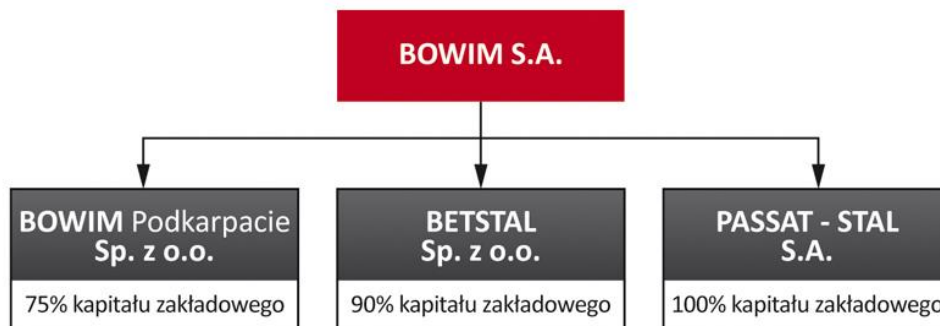 BOWIM S.A.
BOWIM Podkarpacie
Sp. z o.o.
75% kapitału zakładowego
BETSTAL
Sp. z o.o.
90% kapitału zakładowego
PASSAT - STAL
S.A.
100% kapitału zakładowego